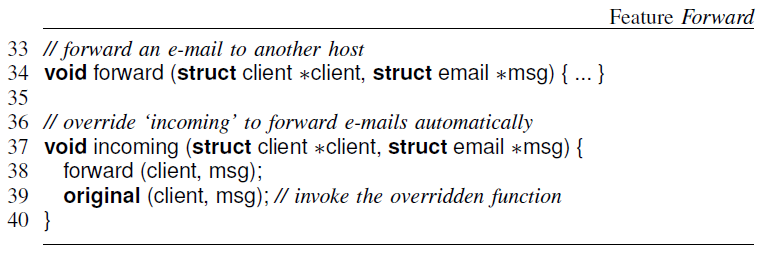 Feature Forward
33 // forward an e-mail to another host
34 void forward (struct client *client, struct email *msg) { ... }
35
36 // override ‘incoming’ to forward e-mails automatically
37 void incoming (struct client *client, struct email *msg) {
38 forward (client, msg);
39 original (client, msg); // invoke the overridden function
40 }